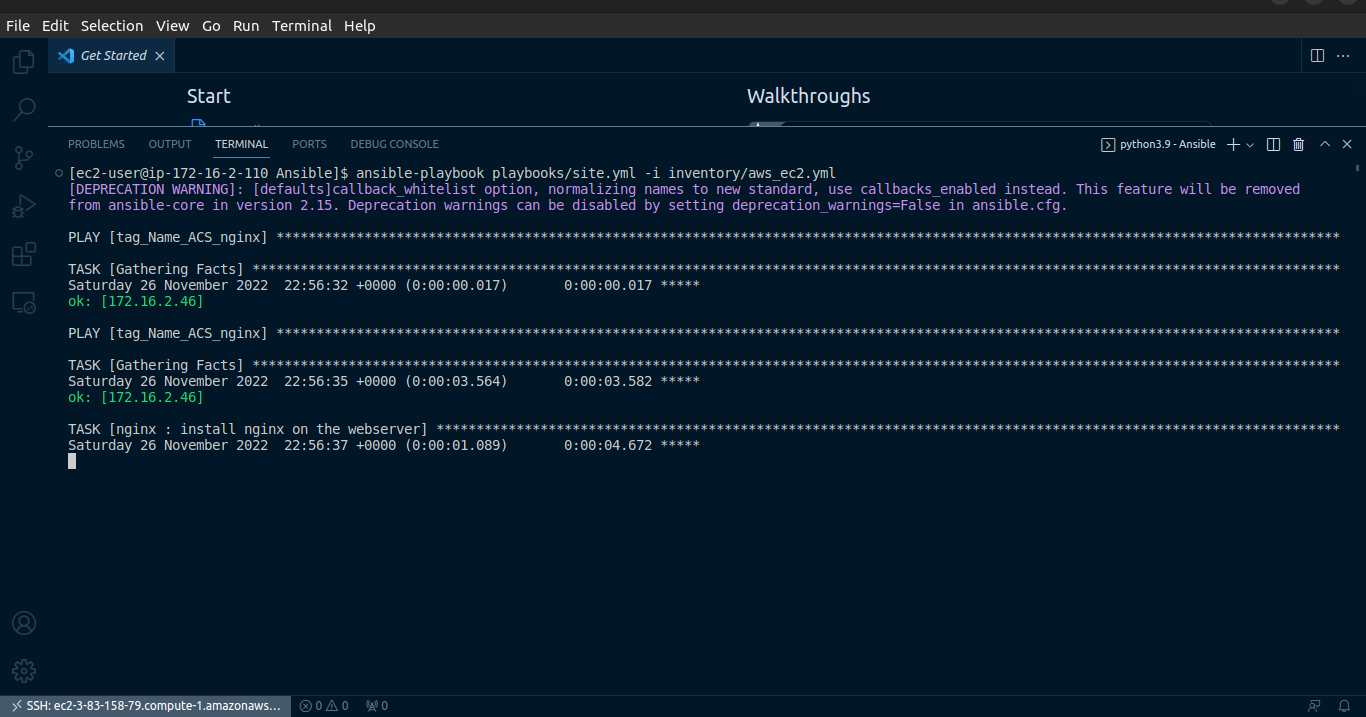 File Edit Selection View Go Run Terminal Help
Get Started
Start
Walkthroughs
PROBLEMS OUTPUT TERMINAL PORTS DEBUG CONSOLE
python3.9 - Ansible
[ec2-user@ip-172-16-2-110 Ansible]$ ansible-playbook playbooks/site.yml -i inventory/aws_ec2.yml
[DEPRECATION WARNING]: [defaults]callback_whitelist option, normalizing names to new standard, use callbacks_enabled instead. This feature will be removed
from ansible-core in version 2.15. Deprecation warnings can be disabled by setting deprecation_warnings=False in ansible.cfg.
PLAY [tag_Name_ACS_nginx] *************************************************************************************************************************************
TASK [Gathering Facts] ****************************************************************************************************************************************
Saturday 26 November 2022  22:56:32 +0000 (0:00:00.017)       0:00:00.017 *****
ok: [172.16.2.46]
PLAY [tag_Name_ACS_nginx] *************************************************************************************************************************************
TASK [Gathering Facts] ****************************************************************************************************************************************
Saturday 26 November 2022  22:56:35 +0000 (0:00:03.564)       0:00:03.582 *****
ok: [172.16.2.46]
TASK [nginx : install nginx on the webserver] *****************************************************************************************************************
Saturday 26 November 2022  22:56:37 +0000 (0:00:01.089)       0:00:04.672 *****
SSH: ec2-3-83-158-79.compute-1.amazonaws... 0 0 0